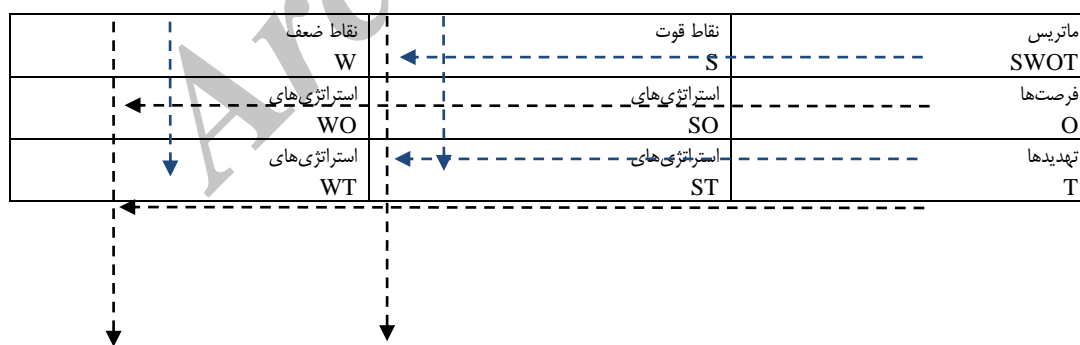 ماتریس
SWOT
نقاط قوت
S
نقاط ضعف
W
فرصت‌ها
O
استراتژی‌های
SO
استراتژی‌های
WO
تهدیدها
T
استراتژی‌های
ST
استراتژی‌های
WT
Arc